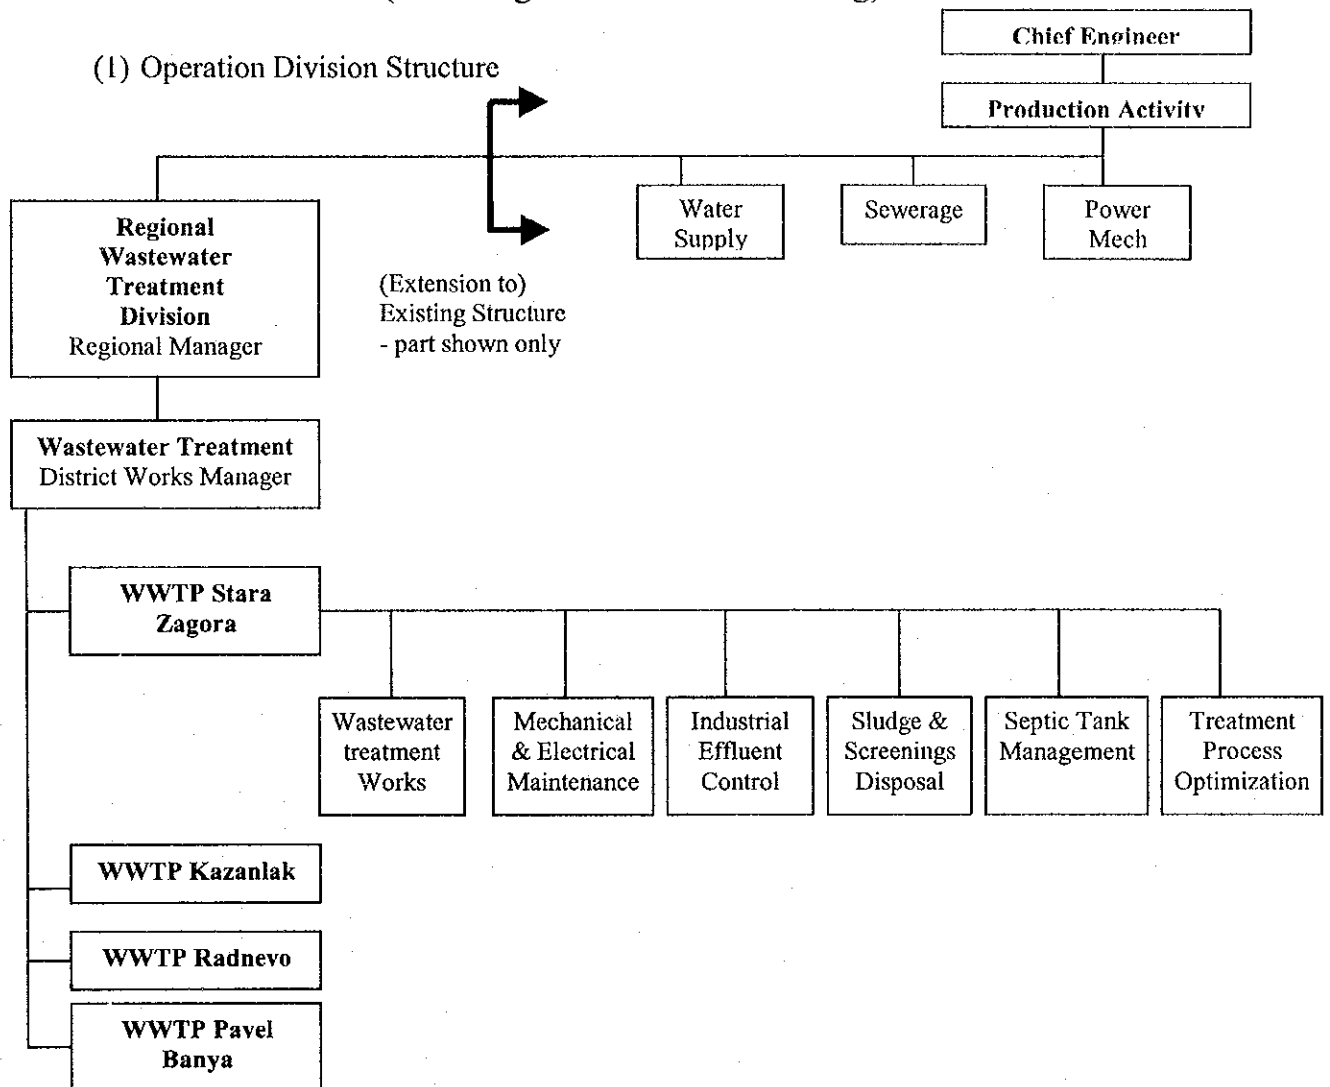 Chief Engineer
(1) Operation Division Structure
Production Activity
Regional
Wastewater
Treatment
Division
Regional Manager
Water
Supply
Sewerage
Power
Mech
(Extension to)
Existing Structure
- part shown only
Wastewater Treatment
District Works Manager
WWTP Stara
Zagora
Wastewater
treatment
Works
Mechanical
& Electrical
Maintenance
Industrial
Effluent
Control
Sludge &
Screenings
Disposal
Septic Tank
Management
Treatment
Process
Optimization
WWTP Kazanlak
WWTP Radnevo
WWTP Pavel
Banya